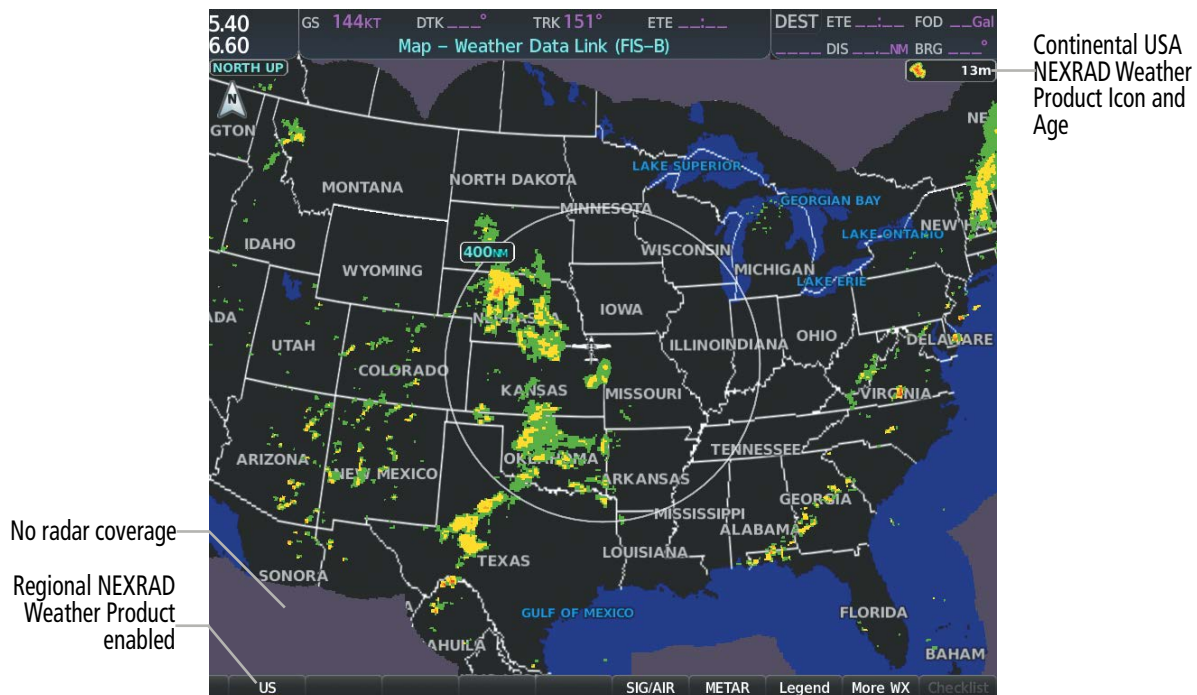 5.40
6.60
GS 144KT DTK ___° TRK 151° ETE __:__
Map – Weather Data Link (FIS–B)
DEST ETE __:__ FOD __Gal
____ DIS __.__NM BRG ___°
NORTH UP
N
13m
Continental USA
NEXRAD Weather
Product Icon and
Age
GTON
NE
LAKE SUPERIOR
MONTANA
NORTH DAKOTA
GEORGIAN BAY
MINNESOTA
NEW H
LAKE ONTARIO
IDAHO
400NM
WISCONSIN
WYOMING
MICHIGAN
LAKE ERIE
IOWA
NEBRASKA
ADA
UTAH
ILLINOIS
INDIANA
OHIO
DELAWARE
COLORADO
KANSAS
MISSOURI
VIRGINIA
TENNESSEE
ARIZONA
NEW MEXICO
OKLAHOMA
ARKANSAS
GEORGIA
MISSISSIPPI
ALABAMA
No radar coverage
LOUISIANA
TEXAS
SONORA
Regional NEXRAD
Weather Product
enabled
GULF OF MEXICO
FLORIDA
A
AHUILA
BAHAM
US SIG/AIR METAR Legend More WX Checklist